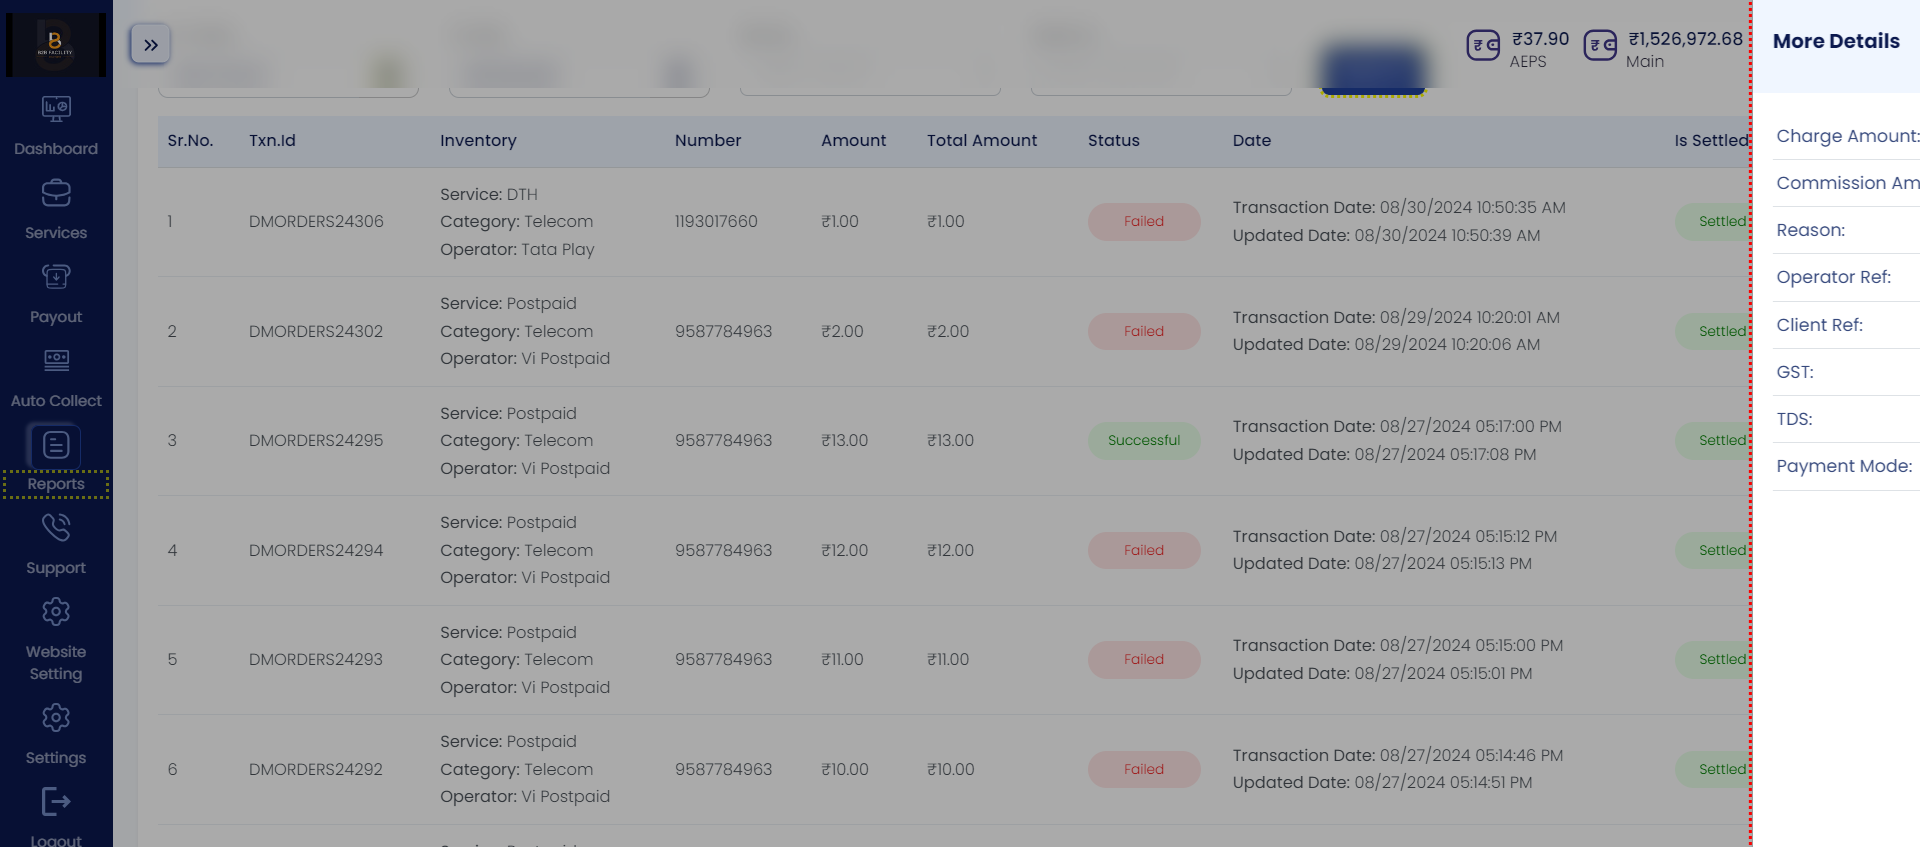 B2B FACILITY
₹37.90
AEPS
₹1,526,972.68
Main
More Details
Dashboard
Services
Payout
Auto Collect
Reports
Support
Website
Setting
Settings
Logout
Sr.No. Txn.Id Inventory Number Amount Total Amount Status Date Is Settled
1 DMORDERS24306 Service: DTH
Category: Telecom
Operator: Tata Play 1193017660 ₹1.00 ₹1.00 Failed Transaction Date: 08/30/2024 10:50:35 AM
Updated Date: 08/30/2024 10:50:39 AM Settled
2 DMORDERS24302 Service: Postpaid
Category: Telecom
Operator: Vi Postpaid 9587784963 ₹2.00 ₹2.00 Failed Transaction Date: 08/29/2024 10:20:01 AM
Updated Date: 08/29/2024 10:20:06 AM Settled
3 DMORDERS24295 Service: Postpaid
Category: Telecom
Operator: Vi Postpaid 9587784963 ₹13.00 ₹13.00 Successful Transaction Date: 08/27/2024 05:17:00 PM
Updated Date: 08/27/2024 05:17:08 PM Settled
4 DMORDERS24294 Service: Postpaid
Category: Telecom
Operator: Vi Postpaid 9587784963 ₹12.00 ₹12.00 Failed Transaction Date: 08/27/2024 05:15:12 PM
Updated Date: 08/27/2024 05:15:13 PM Settled
5 DMORDERS24293 Service: Postpaid
Category: Telecom
Operator: Vi Postpaid 9587784963 ₹11.00 ₹11.00 Failed Transaction Date: 08/27/2024 05:15:00 PM
Updated Date: 08/27/2024 05:15:01 PM Settled
6 DMORDERS24292 Service: Postpaid
Category: Telecom
Operator: Vi Postpaid 9587784963 ₹10.00 ₹10.00 Failed Transaction Date: 08/27/2024 05:14:46 PM
Updated Date: 08/27/2024 05:14:51 PM Settled
Charge Amount:
Commission Am
Reason:
Operator Ref:
Client Ref:
GST:
TDS:
Payment Mode: